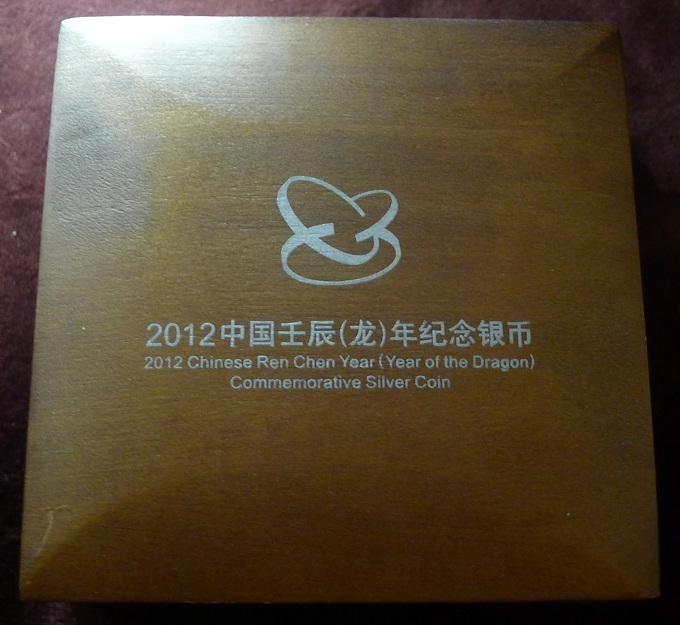 2012中国壬辰(龙)年纪念银币
2012 Chinese Ren Chen Year (Year of the Dragon)
Commemorative Silver Coin